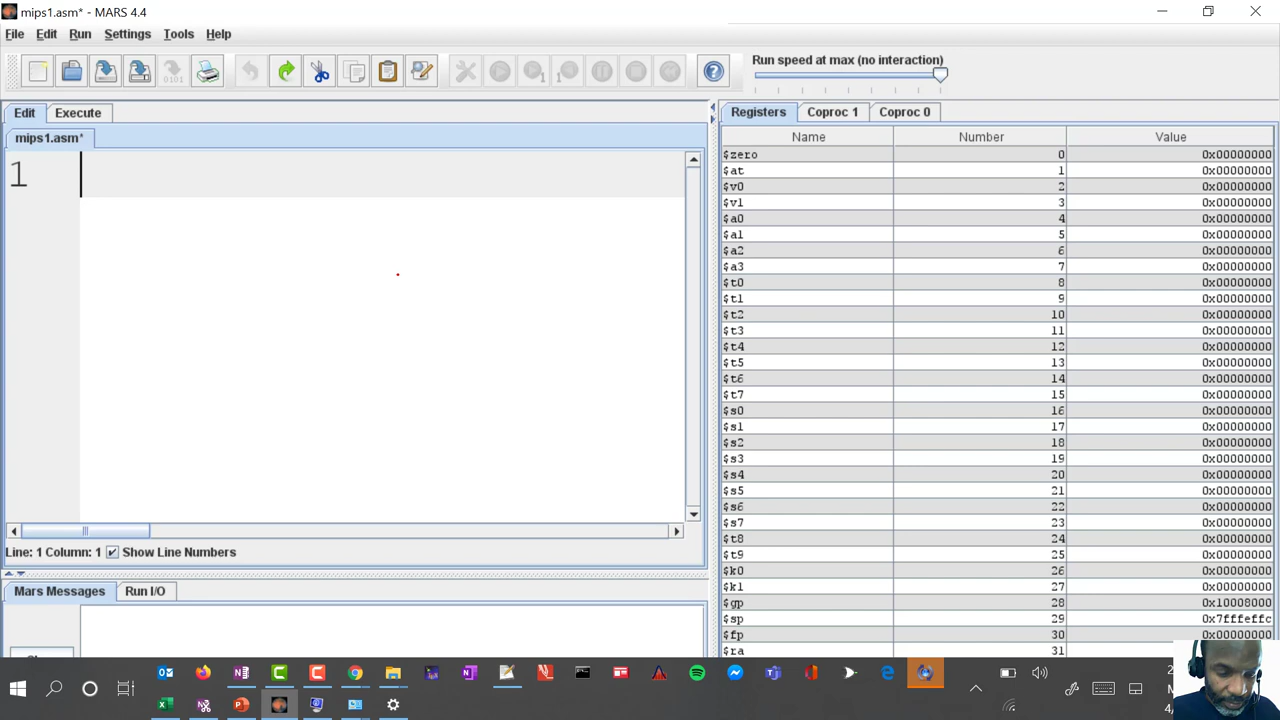 mips1.asm* - MARS 4.4
File Edit Run Settings Tools Help
Run speed at max (no interaction)
Edit Execute
mips1.asm*
1
Line: 1 Column: 1 Show Line Numbers
Mars Messages Run I/O
Registers Coproc 1 Coproc 0
Name Number Value
$zero 0 0x00000000
$at 1 0x00000000
$v0 2 0x00000000
$v1 3 0x00000000
$a0 4 0x00000000
$a1 5 0x00000000
$a2 6 0x00000000
$a3 7 0x00000000
$t0 8 0x00000000
$t1 9 0x00000000
$t2 10 0x00000000
$t3 11 0x00000000
$t4 12 0x00000000
$t5 13 0x00000000
$t6 14 0x00000000
$t7 15 0x00000000
$s0 16 0x00000000
$s1 17 0x00000000
$s2 18 0x00000000
$s3 19 0x00000000
$s4 20 0x00000000
$s5 21 0x00000000
$s6 22 0x00000000
$s7 23 0x00000000
$t8 24 0x00000000
$t9 25 0x00000000
$k0 26 0x00000000
$k1 27 0x00000000
$gp 28 0x10008000
$sp 29 0x7fffeffc
$fp 30 0x00000000
$ra 31